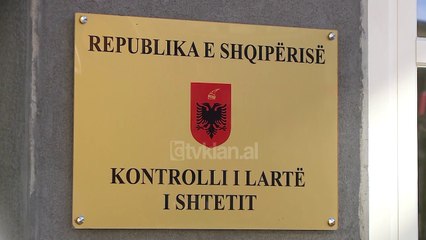 REPUBLIKA E SHQIPËRISË
tvklan.al
KONTROLLI I LARTË
I SHTETIT